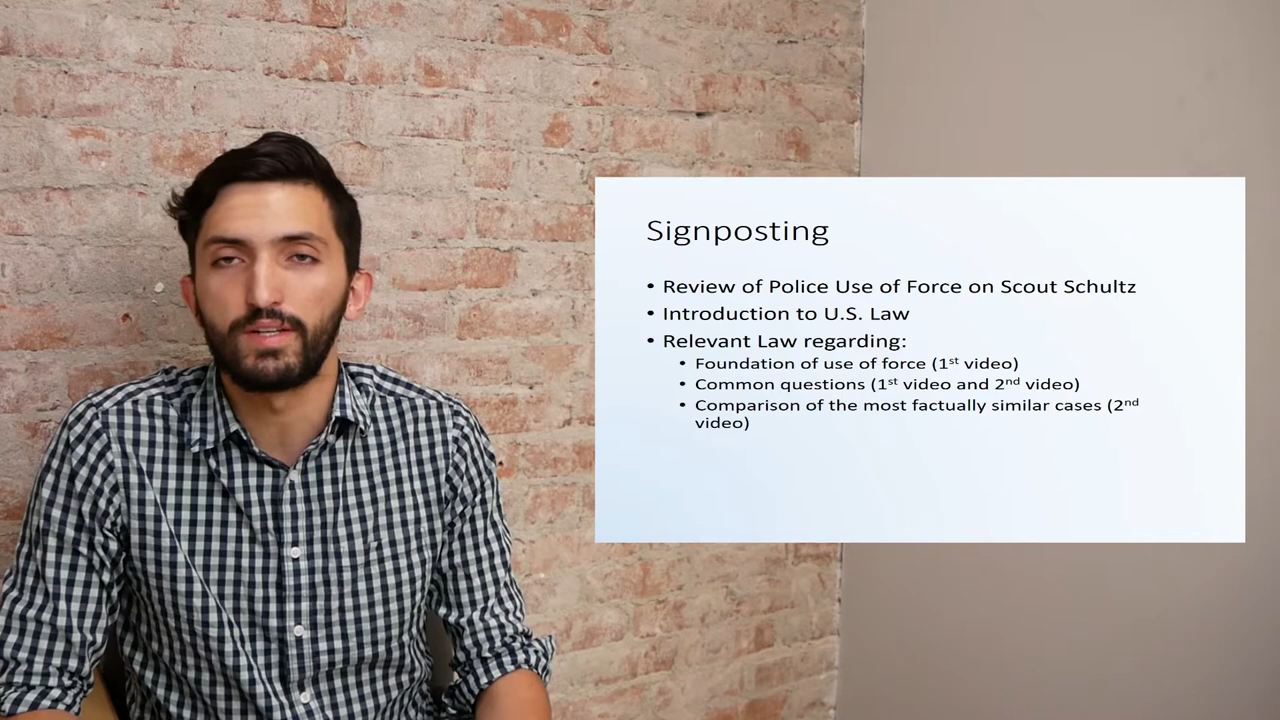 Signposting
• Review of Police Use of Force on Scout Schultz
• Introduction to U.S. Law
• Relevant Law regarding:
• Foundation of use of force (1st video)
• Common questions (1st video and 2nd video)
• Comparison of the most factually similar cases (2nd
video)